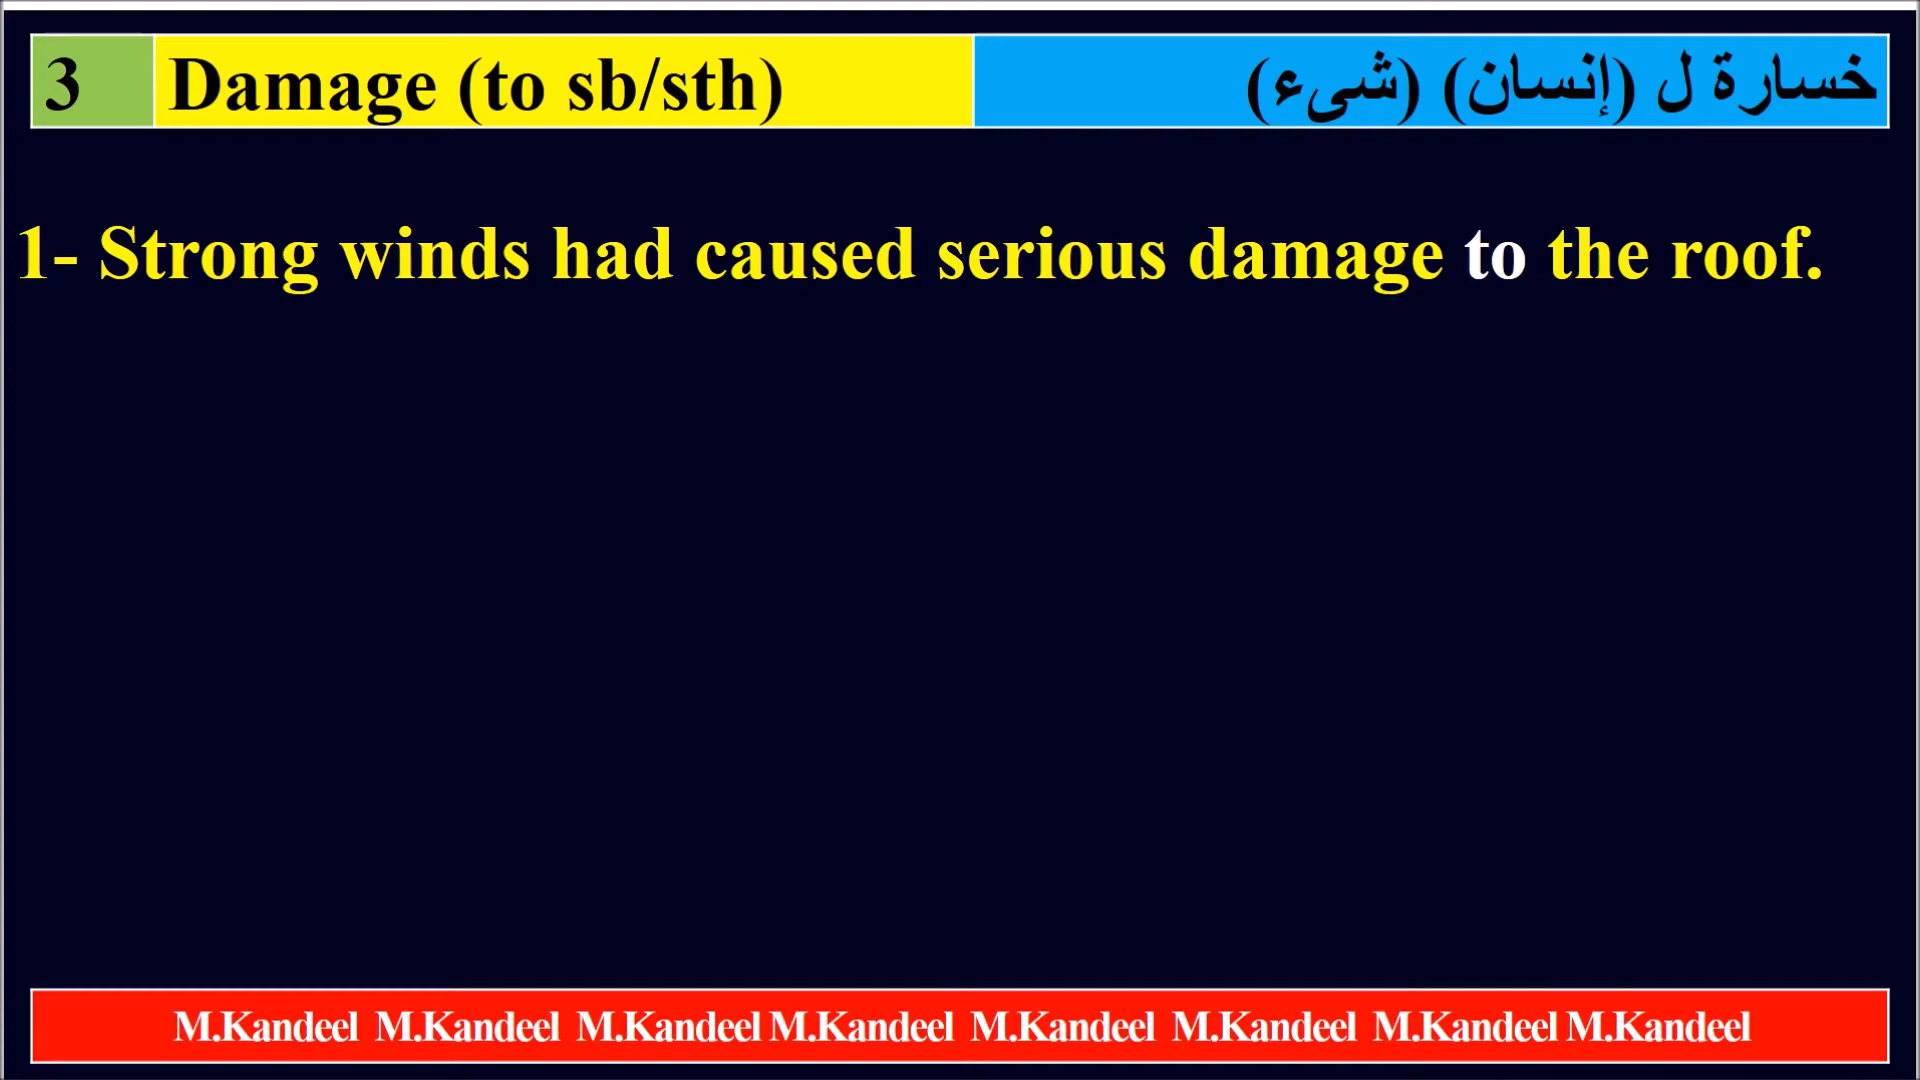 3 Damage (to sb/sth) خسارة ل (إنسان) (شىء)
1- Strong winds had caused serious damage to the roof.
M.Kandeel M.Kandeel M.Kandeel M.Kandeel M.Kandeel M.Kandeel M.Kandeel M.Kandeel